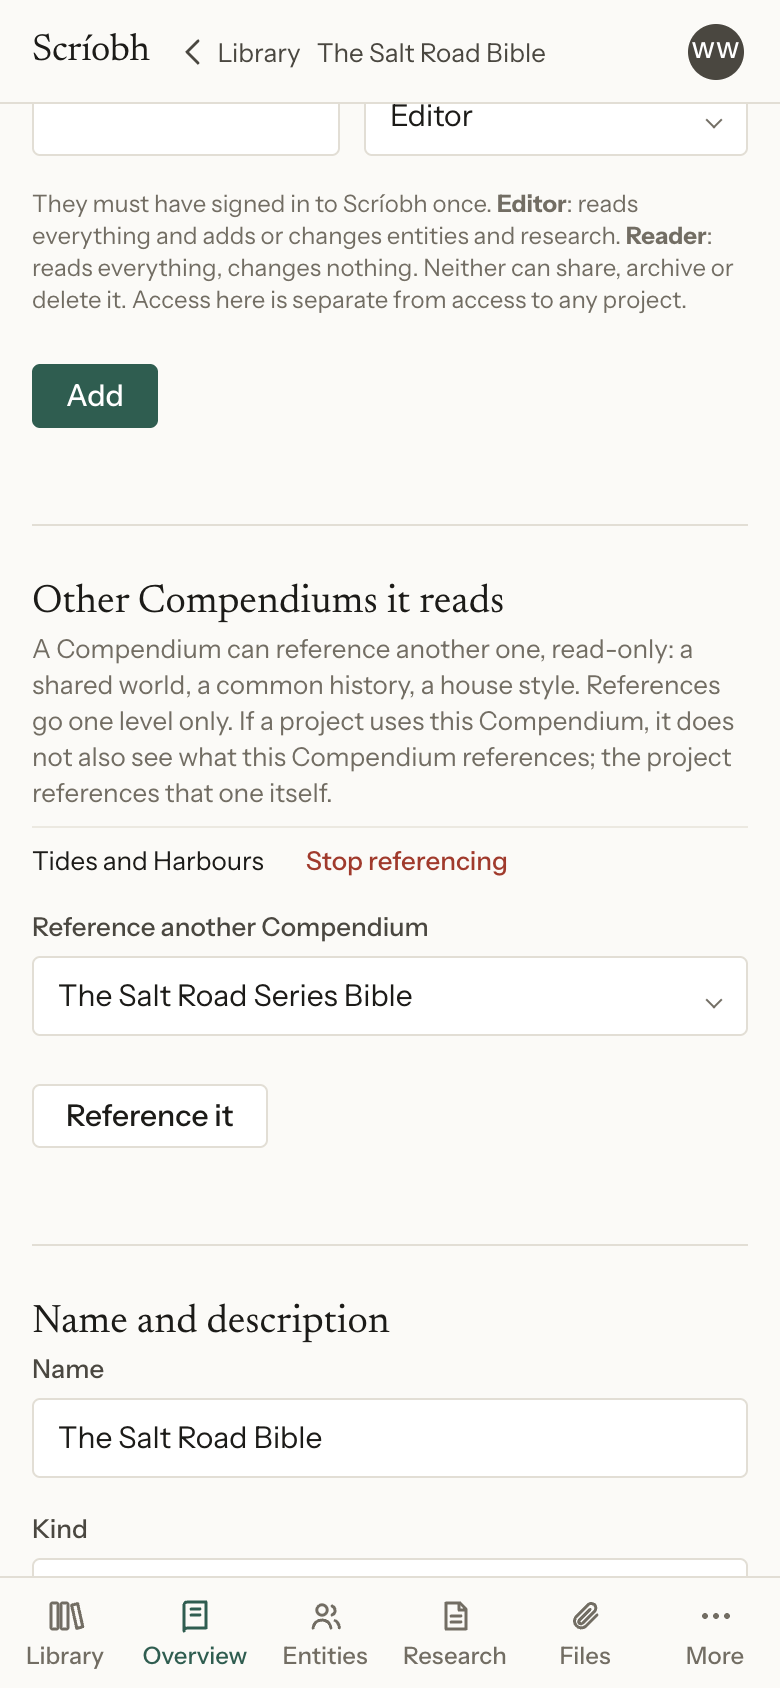 Scríobh
Library The Salt Road Bible
WW
Editor
They must have signed in to Scríobh once. Editor: reads
everything and adds or changes entities and research. Reader:
reads everything, changes nothing. Neither can share, archive or
delete it. Access here is separate from access to any project.
Add
Other Compendiums it reads
A Compendium can reference another one, read-only: a
shared world, a common history, a house style. References
go one level only. If a project uses this Compendium, it does
not also see what this Compendium references; the project
references that one itself.
Tides and Harbours Stop referencing
Reference another Compendium
The Salt Road Series Bible
Reference it
Name and description
Name
The Salt Road Bible
Kind
Library Overview Entities Research Files More